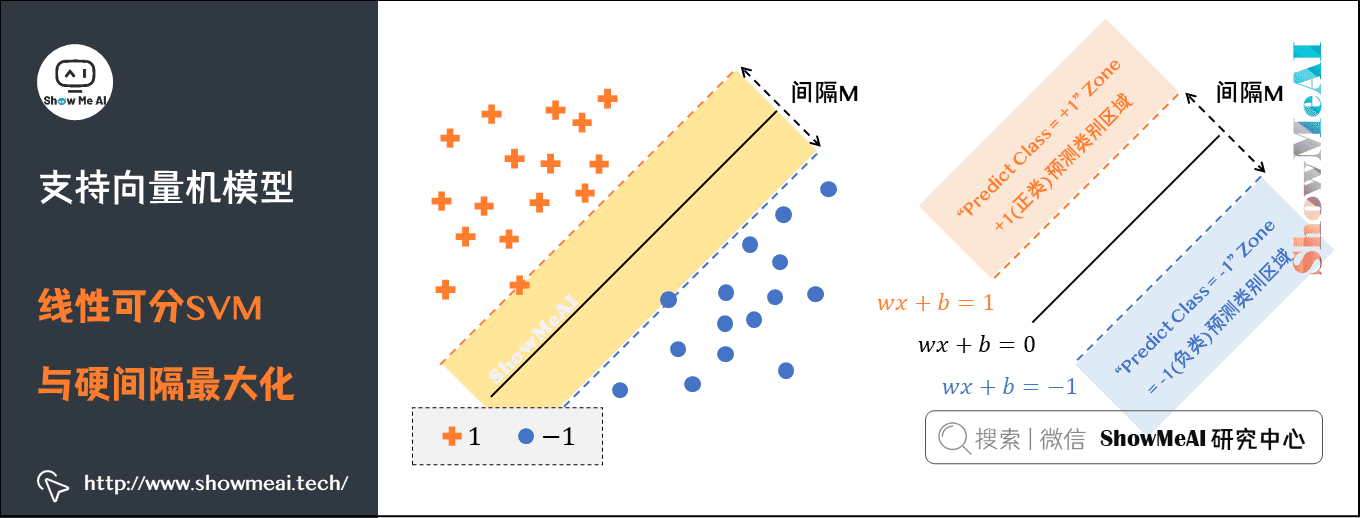 Show Me AI
支持向量机模型
线性可分SVM
与硬间隔最大化
http://www.showmeai.tech/
间隔M
ShowMeAI
1
−1
间隔M
“Predict Class = +1” Zone
+1(正类)预测类别区域
wx + b = 1
wx + b = 0
wx + b = −1
“Predict Class = -1” Zone
= -1(负类)预测类别区域
ShowMeAI
搜索 | 微信 ShowMeAI 研究中心